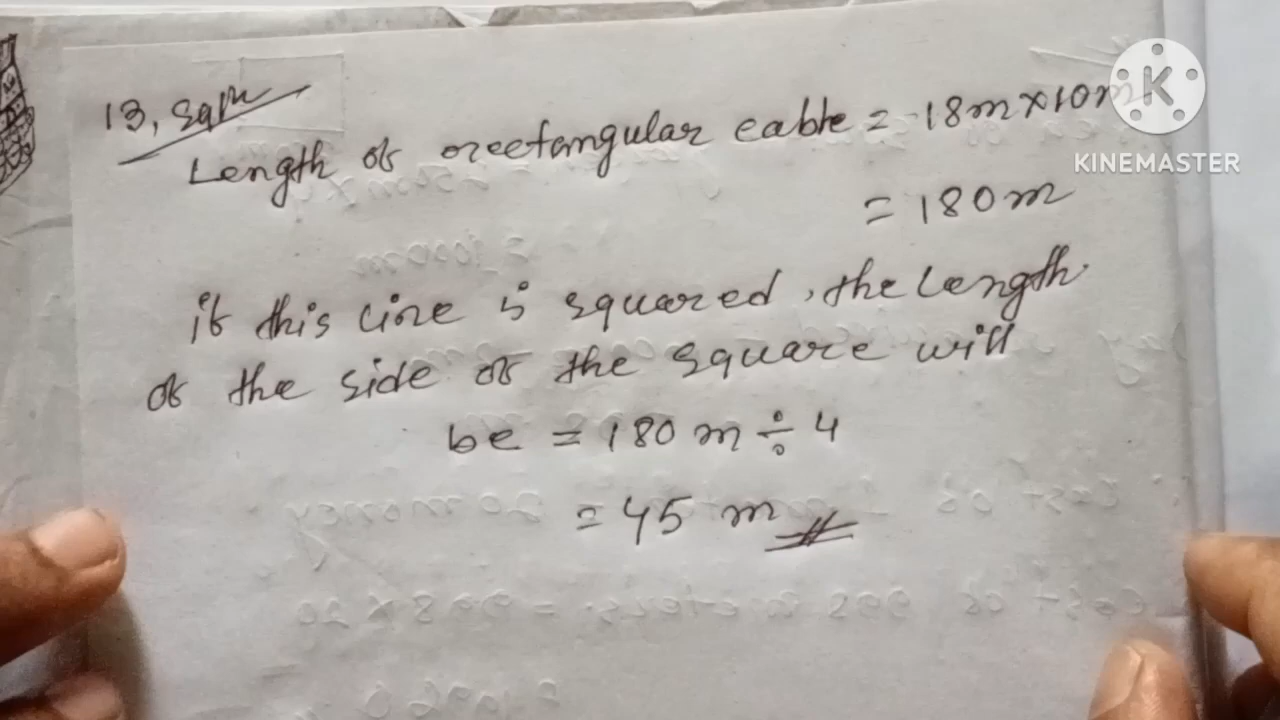 13, Soln
Length of rectangular cable = 18m×10m
= 180m
if this line is squared, the length
of the side of the square will
be = 180 m ÷ 4
= 45 m
KINEMASTER